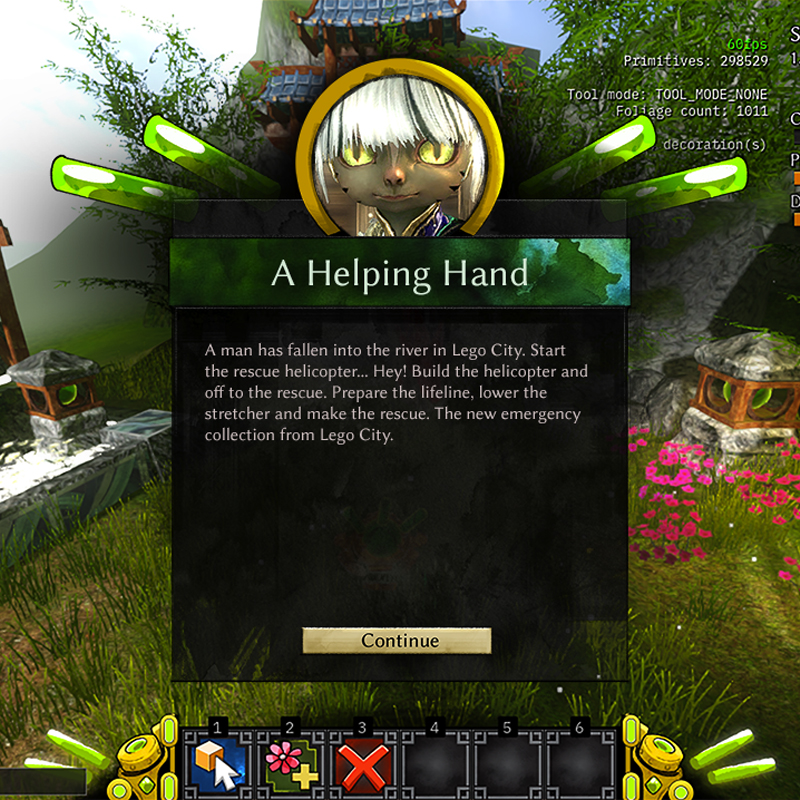 60fps
Primitives: 298529
Tool mode: TOOL_MODE_NONE
Foliage count: 1011
decoration(s)
A Helping Hand
A man has fallen into the river in Lego City. Start
the rescue helicopter... Hey! Build the helicopter and
off to the rescue. Prepare the lifeline, lower the
stretcher and make the rescue. The new emergency
collection from Lego City.
Continue
1 2 3 4 5 6